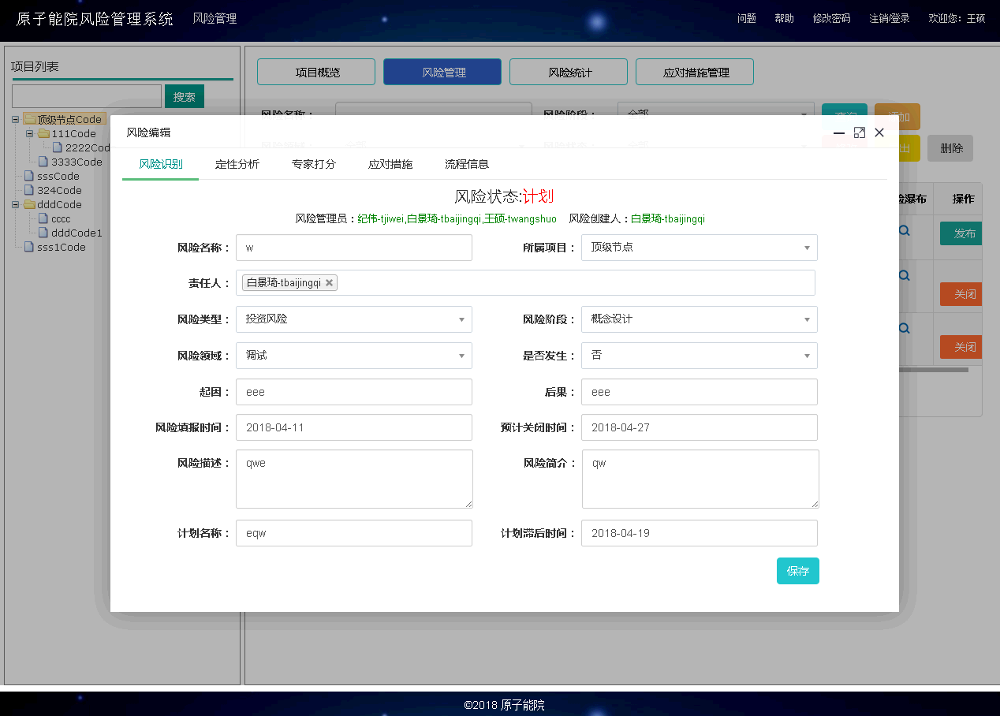 原子能院风险管理系统 风险管理 问题 帮助 修改密码 注销/登录 欢迎您：王硕
项目列表
搜索
顶级节点Code
111Code
2222Cod
3333Code
sssCode
324Code
dddCode
cccc
dddCode1
sss1Code
项目概览 风险管理 风险统计 应对措施管理
风险名称： 风险阶段： 全部 查询 添加
出 删除
险瀑布 操作
发布
关闭
关闭
风险编辑
风险识别 定性分析 专家打分 应对措施 流程信息
风险状态:计划
风险管理员：纪伟-tjiwei,白景琦-tbaijingqi,王硕-twangshuo 风险创建人：白景琦-tbaijingqi
风险名称： w 所属项目： 顶级节点
责任人： 白景琦-tbaijingqi
风险类型： 投资风险 风险阶段： 概念设计
风险领域： 调试 是否发生： 否
起因： eee 后果： eee
风险填报时间： 2018-04-11 预计关闭时间： 2018-04-27
风险描述： qwe 风险简介： qw
计划名称： eqw 计划滞后时间： 2018-04-19
保存
©2018 原子能院